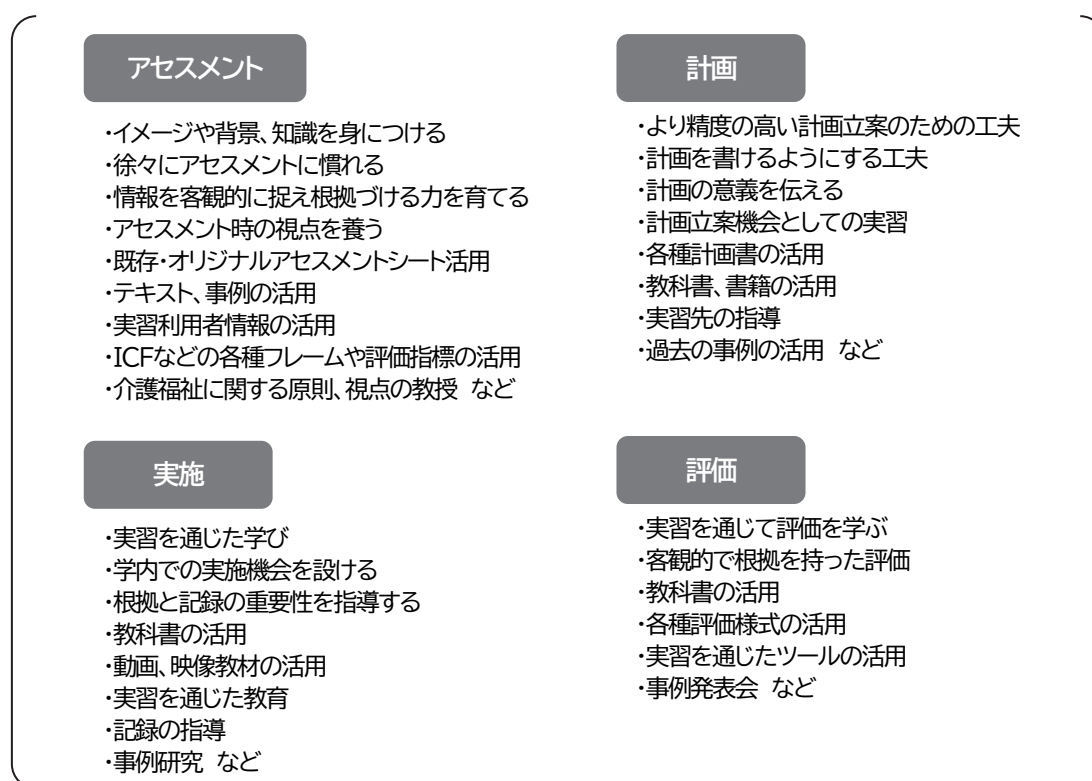 アセスメント
・イメージや背景、知識を身につける
・徐々にアセスメントに慣れる
・情報を客観的に捉え根拠づける力を育てる
・アセスメント時の視点を養う
・既存・オリジナルアセスメントシート活用
・テキスト、事例の活用
・実習利用者情報の活用
・ICFなどの各種フレームや評価指標の活用
・介護福祉に関する原則、視点の教授 など
計画
・より精度の高い計画立案のための工夫
・計画を書けるようにする工夫
・計画の意義を伝える
・計画立案機会としての実習
・各種計画書の活用
・教科書、書籍の活用
・実習先の指導
・過去の事例の活用 など
実施
・実習を通じた学び
・学内での実施機会を設ける
・根拠と記録の重要性を指導する
・教科書の活用
・動画、映像教材の活用
・実習を通じた教育
・記録の指導
・事例研究 など
評価
・実習を通じて評価を学ぶ
・客観的で根拠を持った評価
・教科書の活用
・各種評価様式の活用
・実習を通じたツールの活用
・事例発表会 など